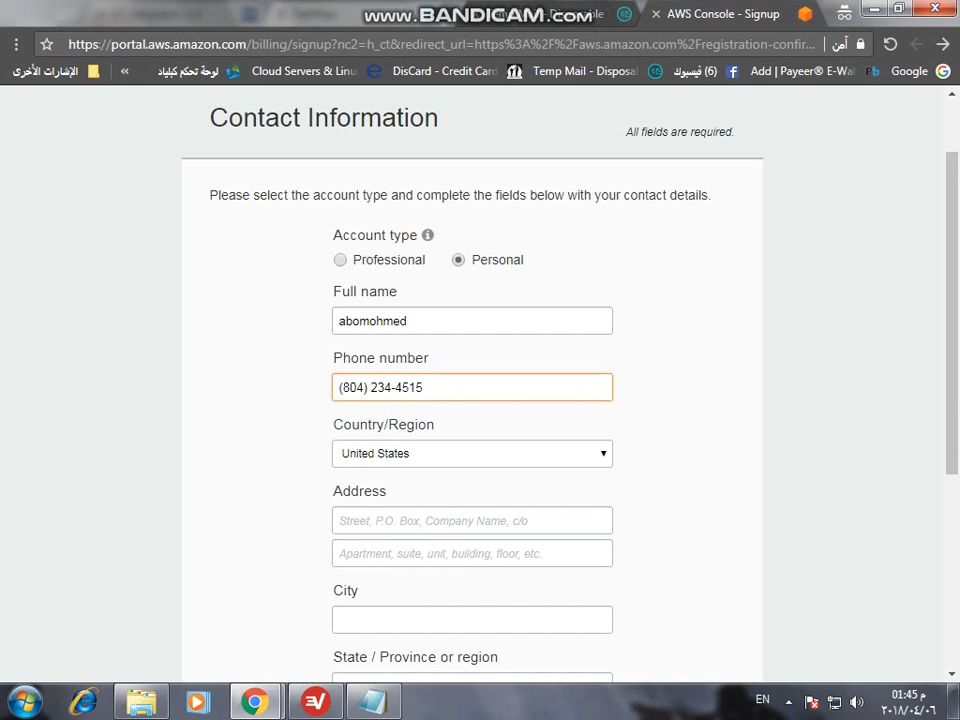 www.BANDICAM.com
AWS Console - Signup
https://portal.aws.amazon.com/billing/signup?nc2=h_ct&redirect_url=https%3A%2F%2Faws.amazon.com%2Fregistration-confir...
آمن
الإشارات الأخرى « لوحة تحكم كبلياد Cloud Servers & Linu DisCard - Credit Card Temp Mail - Disposa (6) فيسبوك Add | Payeer® E-Wal Google
Contact Information
All fields are required.
Please select the account type and complete the fields below with your contact details.
Account type
Professional Personal
Full name
abomohmed
Phone number
(804) 234-4515
Country/Region
United States
Address
Street, P.O. Box, Company Name, c/o
Apartment, suite, unit, building, floor, etc.
City
State / Province or region
EN
01:45 م
٢٠١٨/٠٤/٠٦